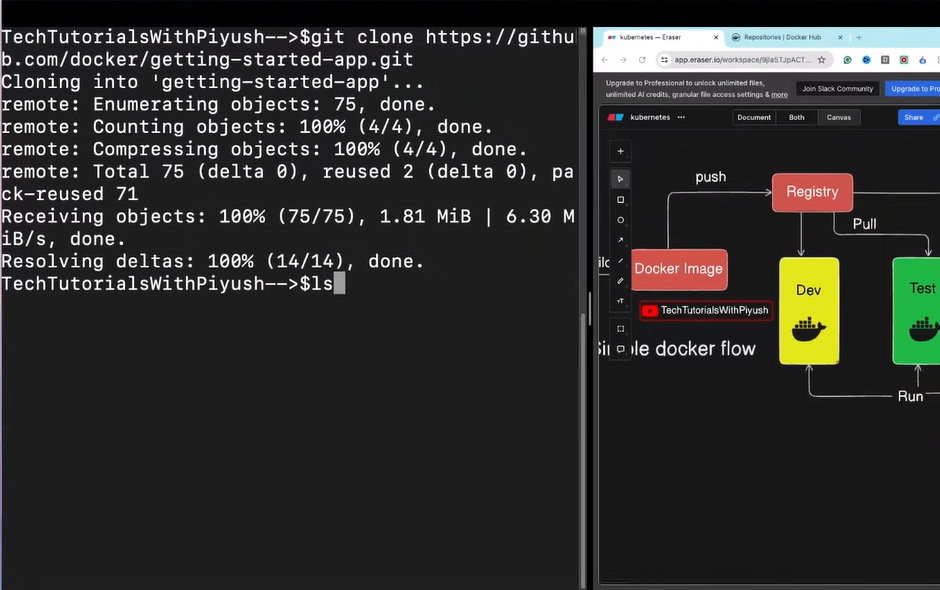 TechTutorialsWithPiyush-->$git clone https://githu
b.com/docker/getting-started-app.git
Cloning into 'getting-started-app'...
remote: Enumerating objects: 75, done.
remote: Counting objects: 100% (4/4), done.
remote: Compressing objects: 100% (4/4), done.
remote: Total 75 (delta 0), reused 2 (delta 0), pa
ck-reused 71
Receiving objects: 100% (75/75), 1.81 MiB | 6.30 M
iB/s, done.
Resolving deltas: 100% (14/14), done.
TechTutorialsWithPiyush-->$ls
kubernetes — Eraser
Repositories | Docker Hub
app.eraser.io/workspace/9jla5TJpACT...
Upgrade to Professional to unlock unlimited files,
unlimited AI credits, granular file access settings & more
Join Slack Community
Upgrade to Pro
kubernetes •••
Document
Both
Canvas
Share
push
Registry
Pull
Docker Image
Dev
Test
TechTutorialsWithPiyush
ple docker flow
Run